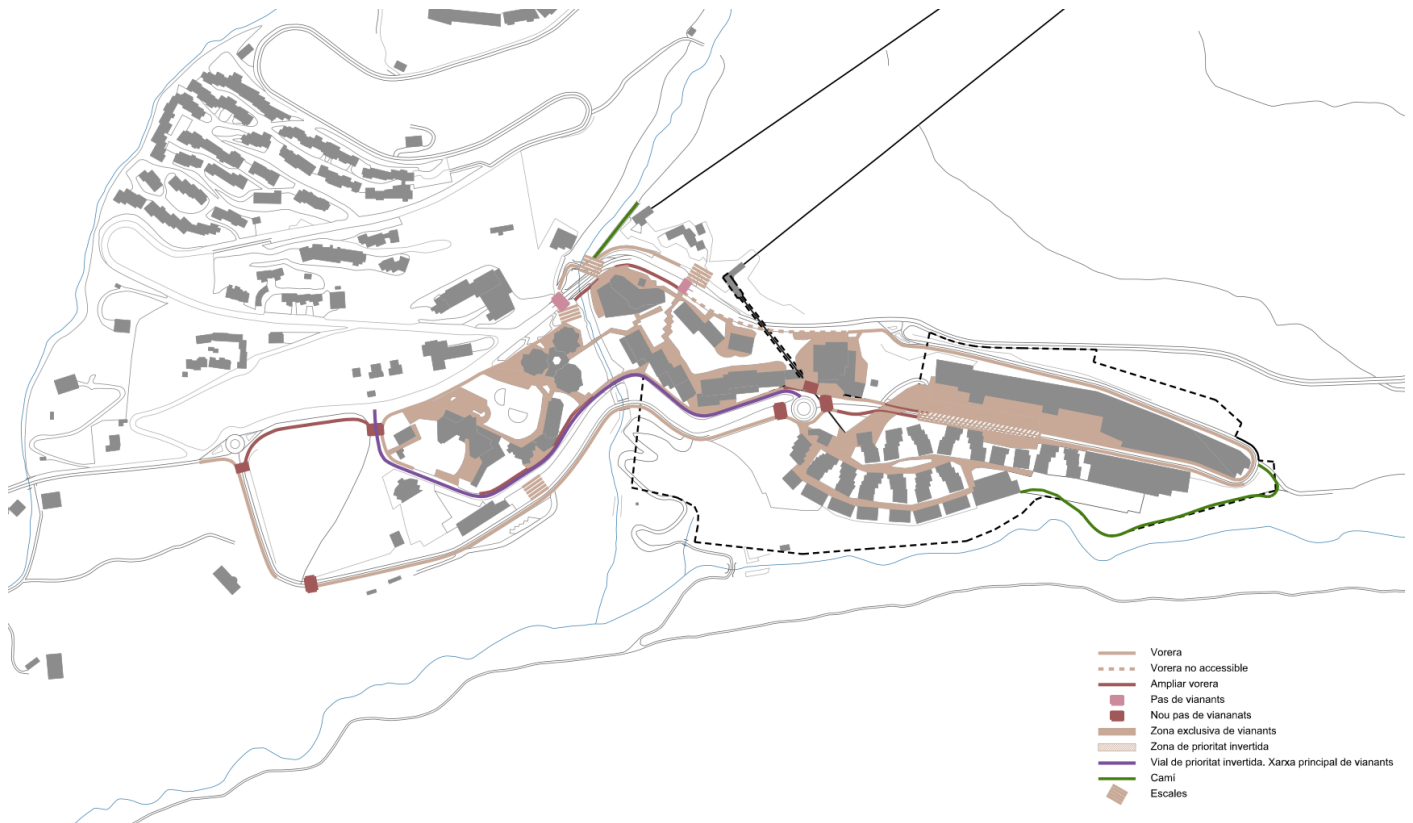 Vorera
Vorera no accessible
Ampliar vorera
Pas de vianants
Nou pas de viananats
Zona exclusiva de vianants
Zona de prioritat invertida
Vial de prioritat invertida. Xarxa principal de vianants
Camí
Escales